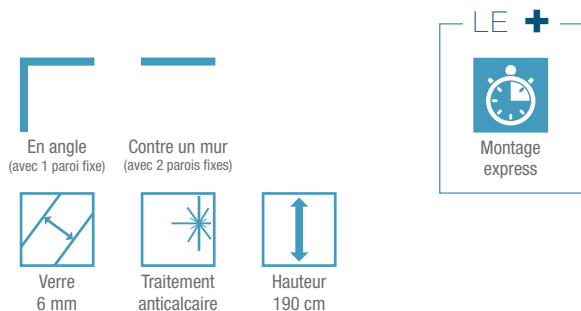 LE +
En angle
(avec 1 paroi fixe)
Contre un mur
(avec 2 parois fixes)
Montage
express
Verre
6 mm
Traitement
anticalcaire
Hauteur
190 cm